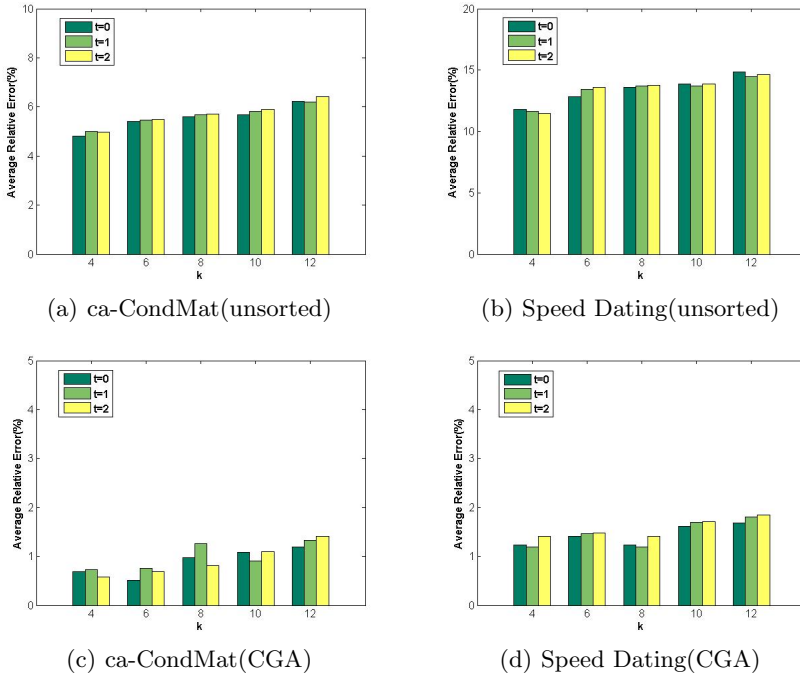 10
8
6
4
2
0
Average Relative Error(%)
t=0
t=1
t=2
4 6 8 10 12
k
(a) ca-CondMat(unsorted)
20
15
10
5
0
Average Relative Error(%)
t=0
t=1
t=2
4 6 8 10 12
k
(b) Speed Dating(unsorted)
5
4
3
2
1
0
Average Relative Error(%)
t=0
t=1
t=2
4 6 8 10 12
k
(c) ca-CondMat(CGA)
5
4
3
2
1
0
Average Relative Error(%)
t=0
t=1
t=2
4 6 8 10 12
k
(d) Speed Dating(CGA)